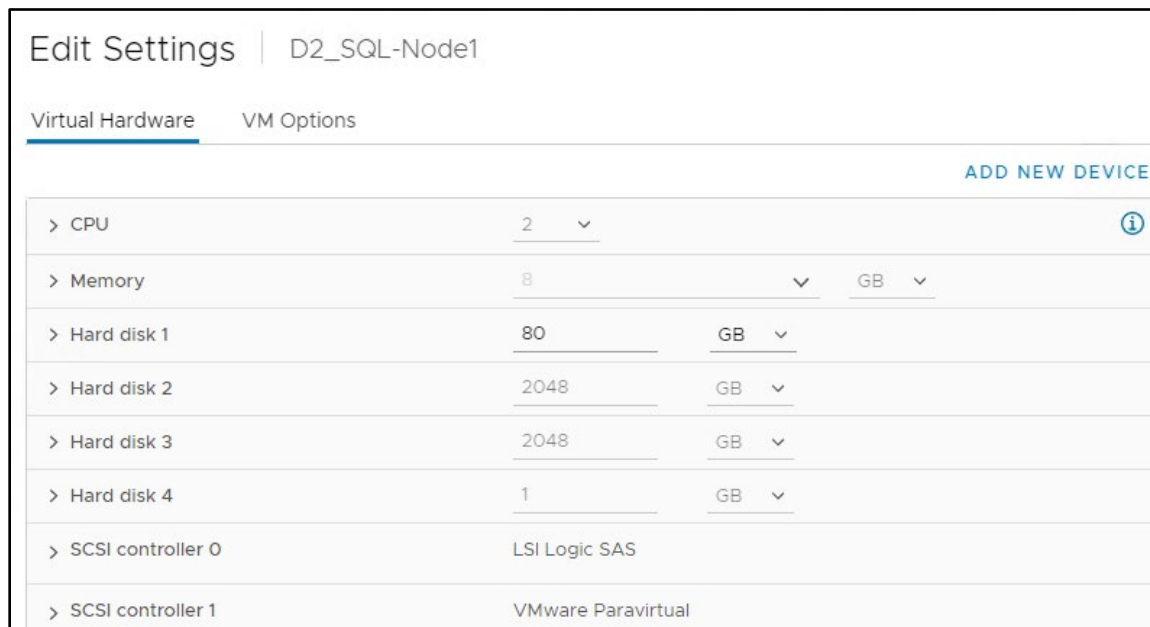 Edit Settings D2_SQL-Node1
Virtual Hardware VM Options
ADD NEW DEVICE
CPU 2
Memory 8 GB
Hard disk 1 80 GB
Hard disk 2 2048 GB
Hard disk 3 2048 GB
Hard disk 4 1 GB
SCSI controller 0 LSI Logic SAS
SCSI controller 1 VMware Paravirtual